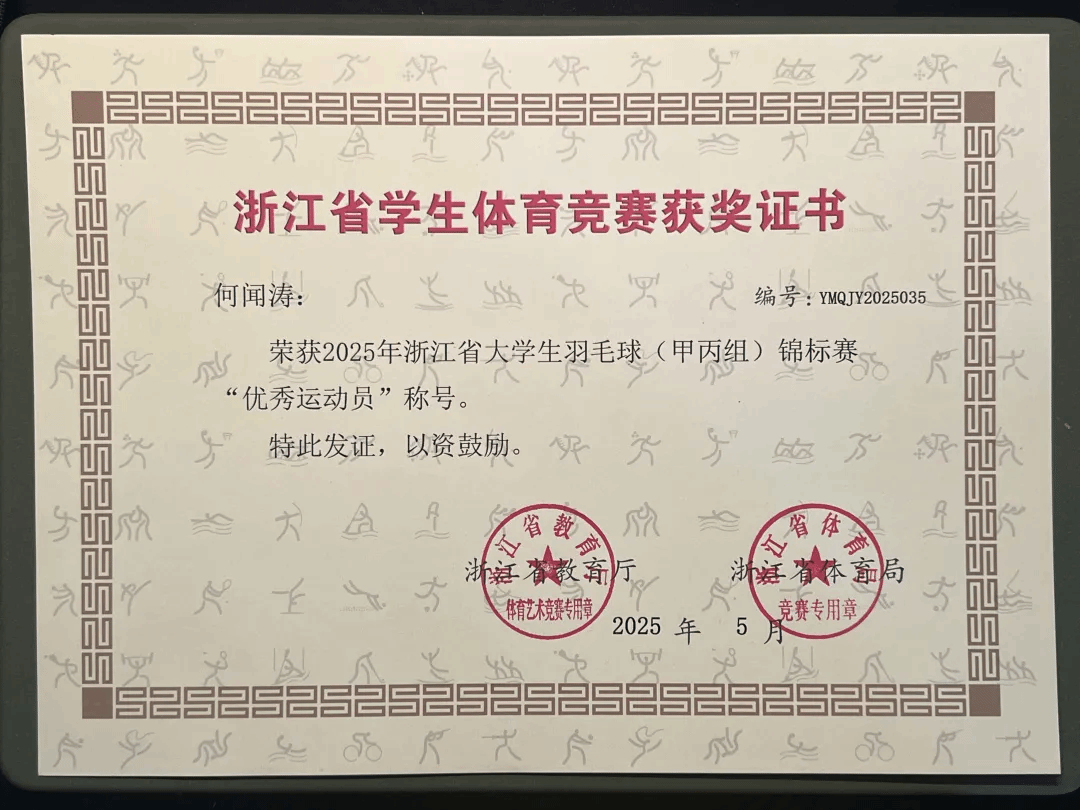 浙江省学生体育竞赛获奖证书
何闻涛：
编号：YMQJY2025035
荣获2025年浙江省大学生羽毛球（甲丙组）锦标赛
“优秀运动员”称号。
特此发证，以资鼓励。
浙江省教育厅
浙江省体育局
浙江省教育厅
体育艺术竞赛专用章
浙江省体育局
竞赛专用章
2025 年 5 月